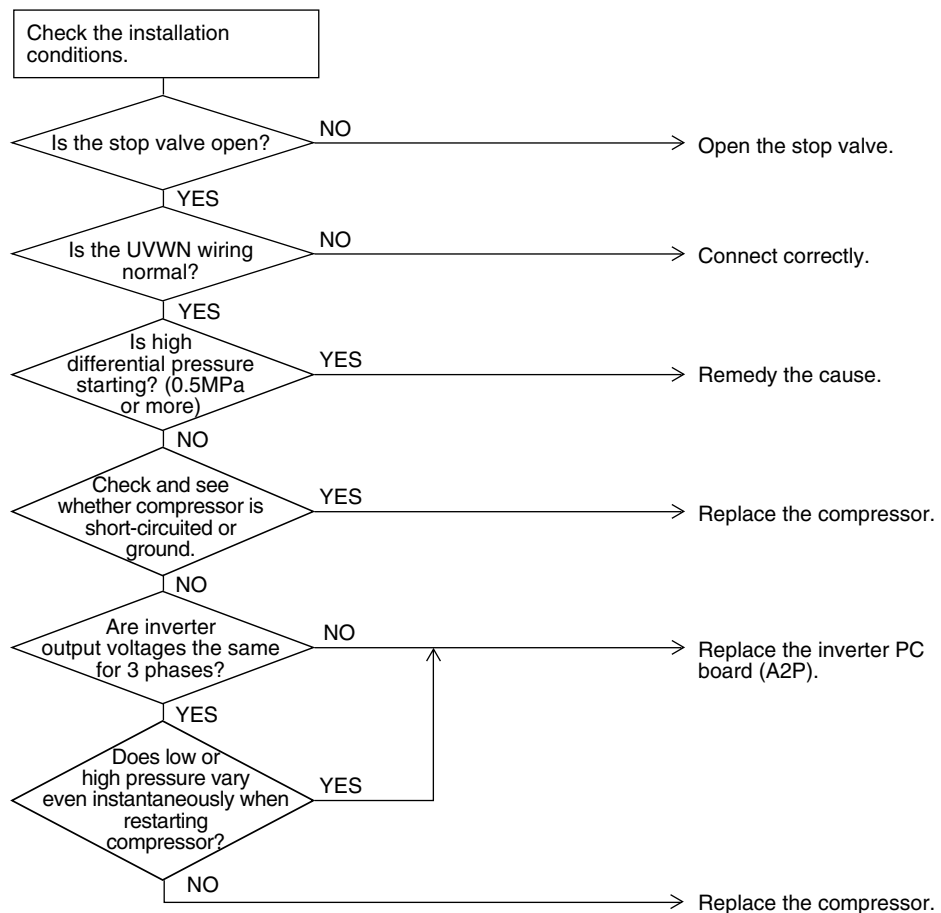 Check the installation
conditions.
Is the stop valve open?
NO
Open the stop valve.
YES
Is the UVWN wiring
normal?
NO
Connect correctly.
YES
Is high
differential pressure
starting? (0.5MPa
or more)
YES
Remedy the cause.
NO
Check and see
whether compressor is
short-circuited or
ground.
YES
Replace the compressor.
NO
Are inverter
output voltages the same
for 3 phases?
NO
Replace the inverter PC
board (A2P).
YES
Does low or
high pressure vary
even instantaneously when
restarting
compressor?
YES
NO
Replace the compressor.